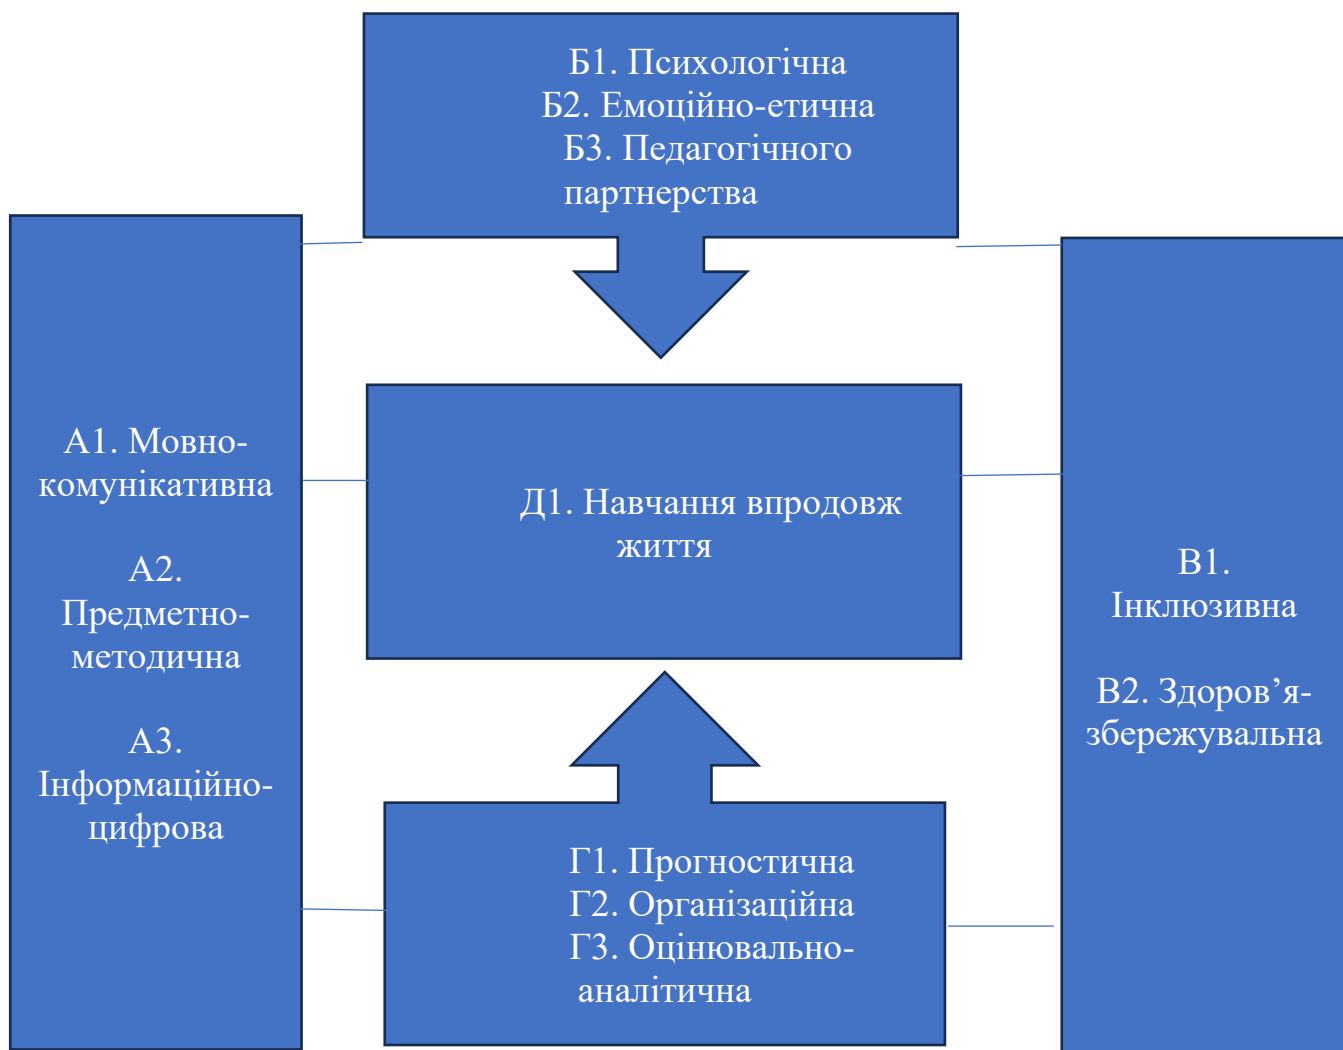 Б1. Психологічна
Б2. Емоційно-етична
Б3. Педагогічного
партнерства
А1. Мовно-
комунікативна
А2.
Предметно-
методична
А3.
Інформаційно-
цифрова
Д1. Навчання впродовж
життя
В1.
Інклюзивна
В2. Здоров’я-
збережувальна
Г1. Прогностична
Г2. Організаційна
Г3. Оцінювально-
аналітична